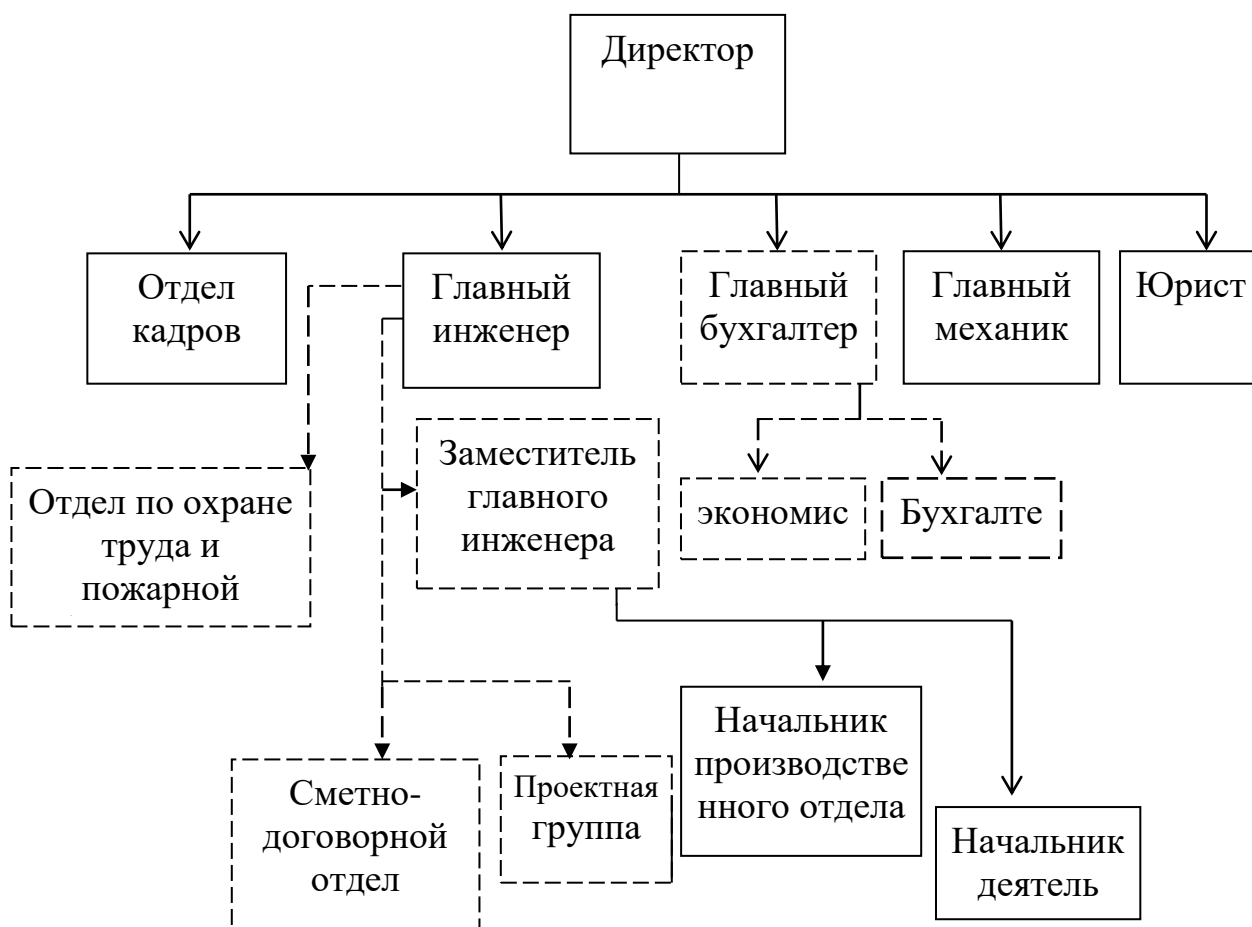 Директор
Отдел
кадров
Главный
инженер
Главный
бухгалтер
Главный
механик
Юрист
Отдел по охране
труда и
пожарной
Заместитель
главного
инженера
экономис
Бухгалте
Сметно-
договорной
отдел
Проектная
группа
Начальник
производстве
нного отдела
Начальник
деятель